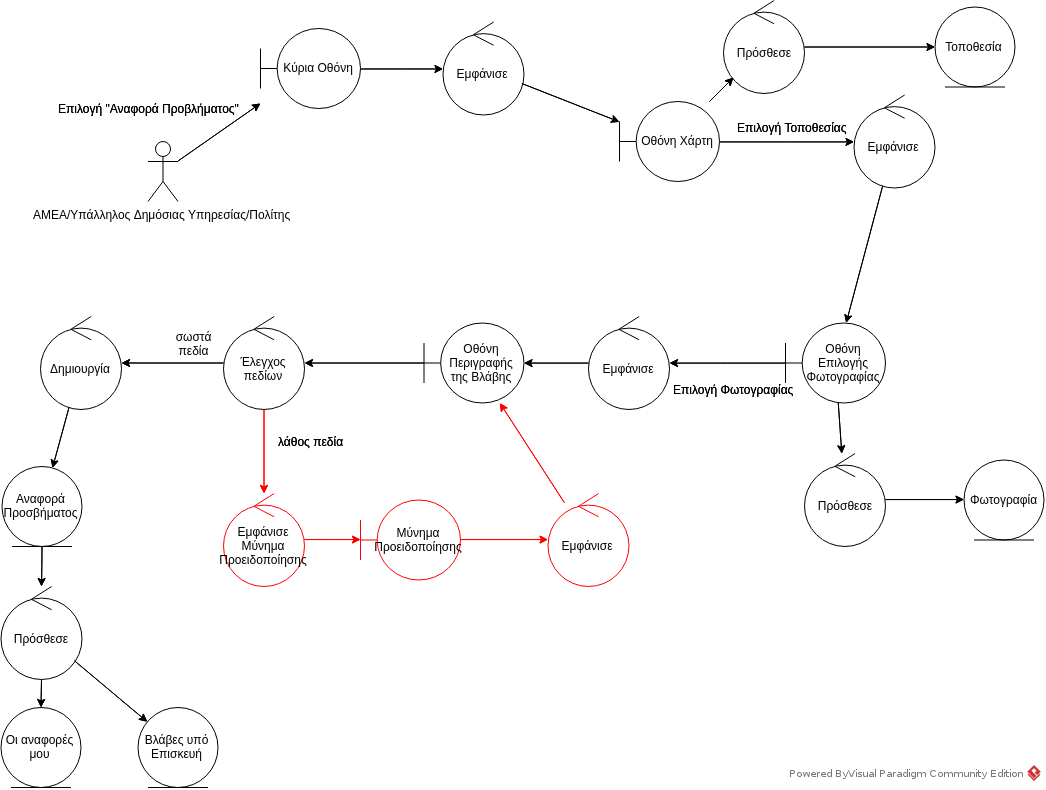 Κύρια Οθόνη
Εμφάνισε
Πρόσθεσε
Τοποθεσία
Επιλογή "Αναφορά Προβλήματος"
Οθόνη Χάρτη
Επιλογή Τοποθεσίας
Εμφάνισε
ΑΜΕΑ/Υπάλληλος Δημόσιας Υπηρεσίας/Πολίτης
Δημιουργία
σωστά
πεδία
Έλεγχος
πεδίων
Οθόνη
Περιγραφής
της Βλάβης
Εμφάνισε
Επιλογή Φωτογραφίας
Οθόνη
Επιλογής
Φωτογραφίας
λάθος πεδία
Αναφορά
Προσβήματος
Εμφάνισε
Μύνημα
Προειδοποίησης
Μύνημα
Προειδοποίησης
Εμφάνισε
Πρόσθεσε
Φωτογραφία
Πρόσθεσε
Οι αναφορές
μου
Βλάβες υπό
Επισκευή
Powered ByVisual Paradigm Community Edition